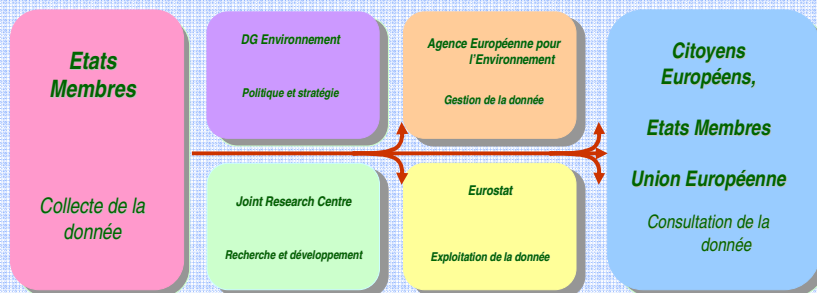 Etats
Membres
Collecte de la
donnée
DG Environnement
Politique et stratégie
Joint Research Centre
Recherche et développement
Agence Européenne pour
l'Environnement
Gestion de la donnée
Eurostat
Exploitation de la donnée
Citoyens
Européens,
Etats Membres
Union Européenne
Consultation de la
donnée